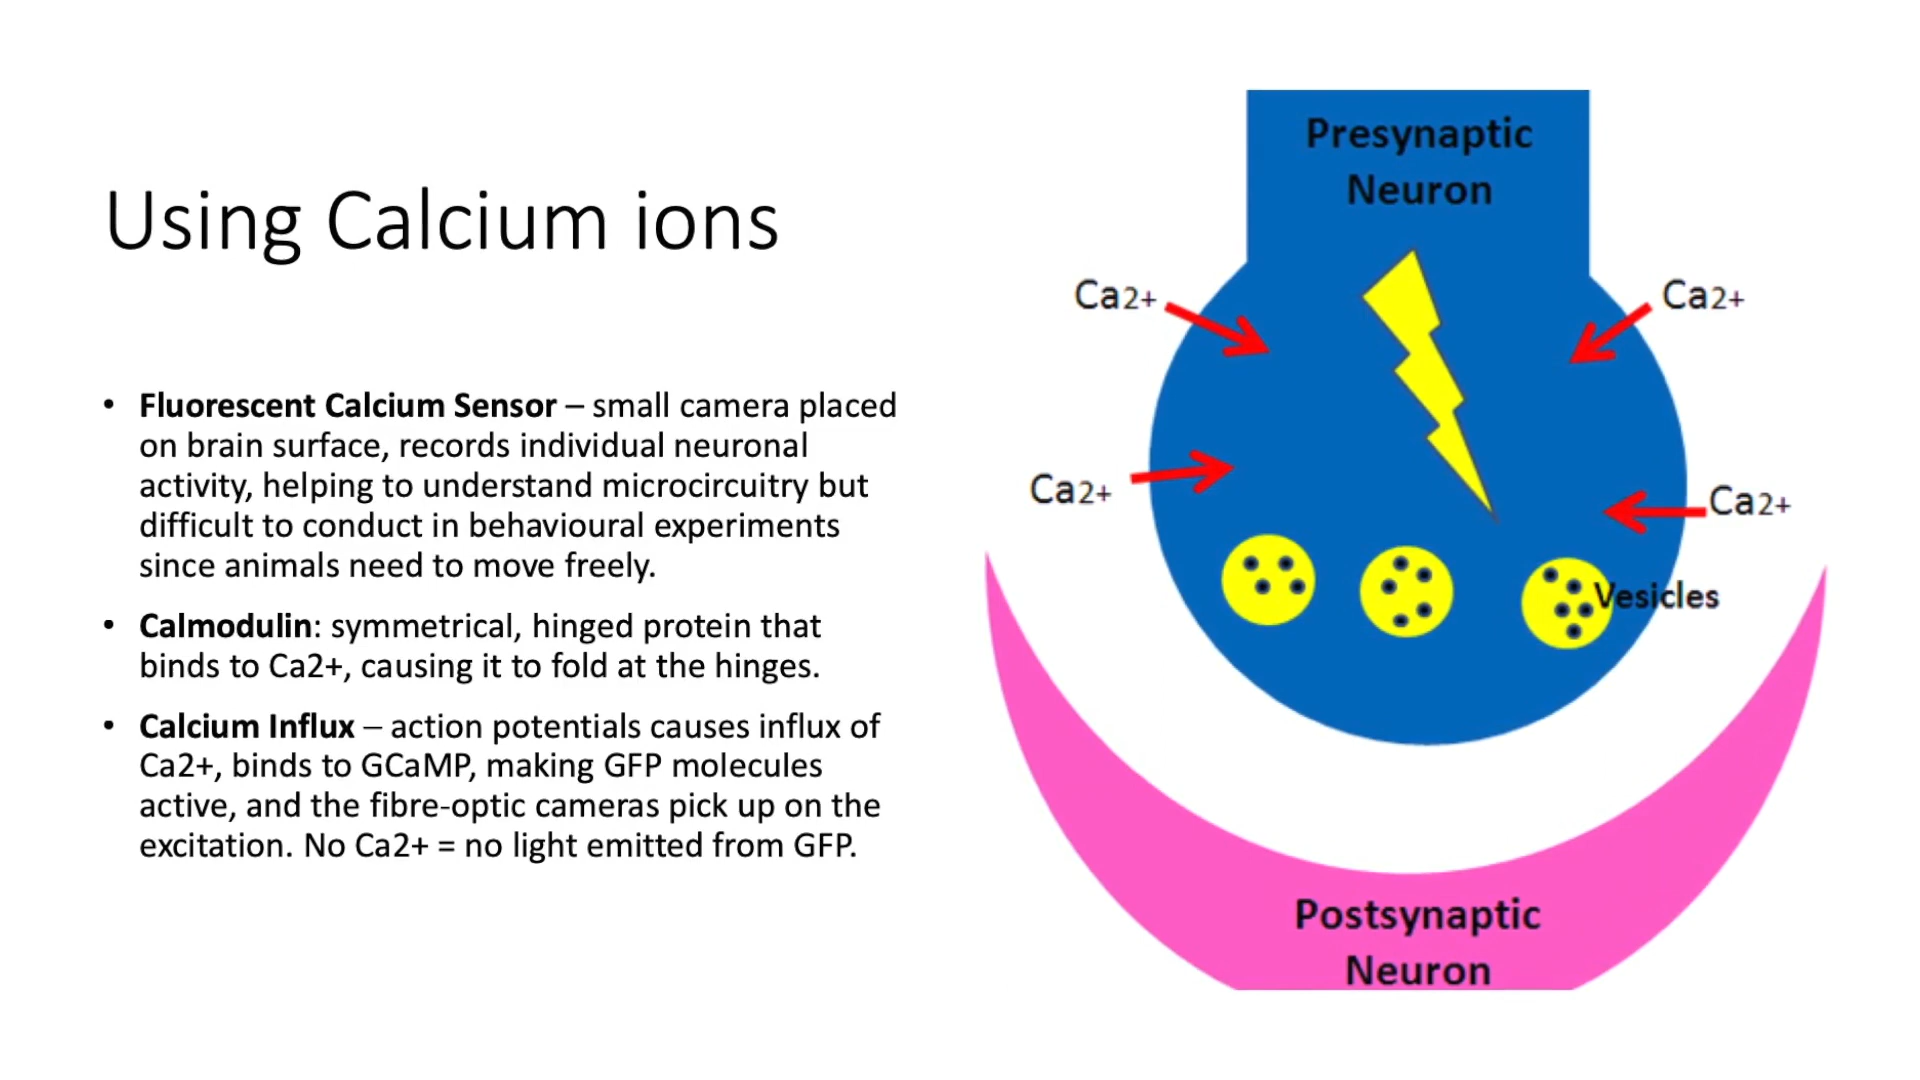 Using Calcium ions
• Fluorescent Calcium Sensor – small camera placed
on brain surface, records individual neuronal
activity, helping to understand microcircuitry but
difficult to conduct in behavioural experiments
since animals need to move freely.
• Calmodulin: symmetrical, hinged protein that
binds to Ca2+, causing it to fold at the hinges.
• Calcium Influx – action potentials causes influx of
Ca2+, binds to GCaMP, making GFP molecules
active, and the fibre-optic cameras pick up on the
excitation. No Ca2+ = no light emitted from GFP.
Presynaptic
Neuron
Ca2+
Ca2+
Ca2+
Ca2+
Vesicles
Postsynaptic
Neuron